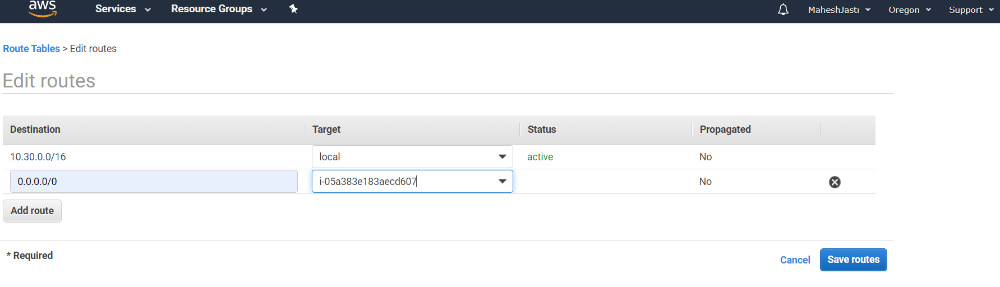 aws Services Resource Groups MaheshJasti Oregon Support
Route Tables > Edit routes
Edit routes
Destination Target Status Propagated
10.30.0.0/16 local active No
0.0.0.0/0 i-05a383e183aecd607 No
Add route
* Required
Cancel Save routes